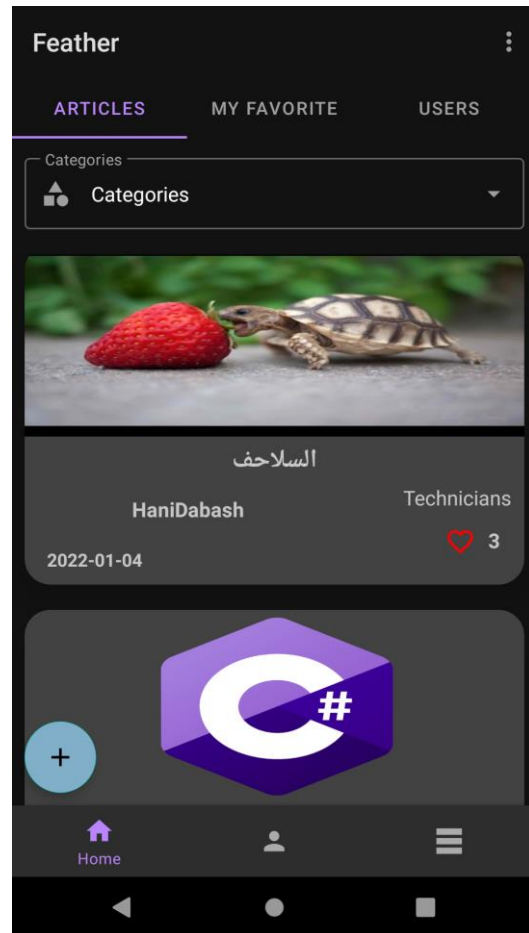 Feather
ARTICLES MY FAVORITE USERS
Categories
Categories
السلاحف
Technicians
HaniDabash
3
2022-01-04
C#
+
Home